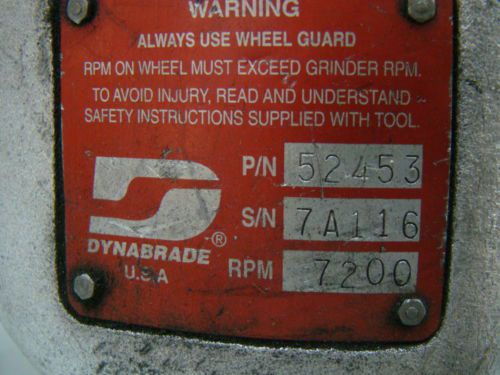 WARNING
ALWAYS USE WHEEL GUARD
RPM ON WHEEL MUST EXCEED GRINDER RPM.
TO AVOID INJURY, READ AND UNDERSTAND
SAFETY INSTRUCTIONS SUPPLIED WITH TOOL.
P/N 52453
S/N 7A116
DYNABRADE®
U.S.A
RPM 7200